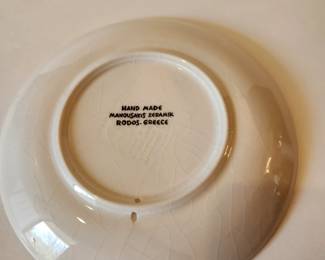 HAND MADE
MANOUSAKIS KERAMIK
RODOS-GREECE